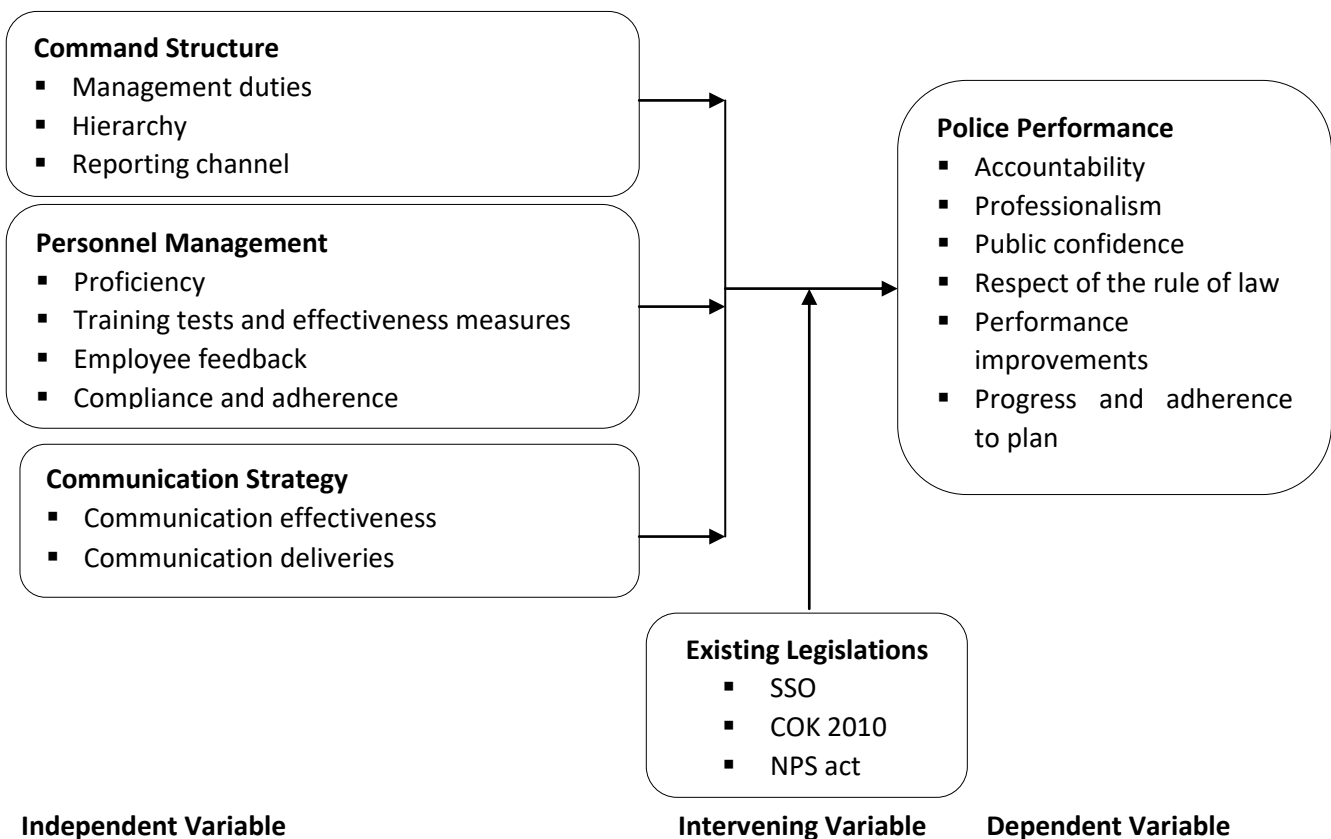 Command Structure
▪ Management duties
▪ Hierarchy
▪ Reporting channel
Personnel Management
▪ Proficiency
▪ Training tests and effectiveness measures
▪ Employee feedback
▪ Compliance and adherence
Communication Strategy
▪ Communication effectiveness
▪ Communication deliveries
Police Performance
▪ Accountability
▪ Professionalism
▪ Public confidence
▪ Respect of the rule of law
▪ Performance
improvements
▪ Progress and adherence
to plan
Existing Legislations
▪ SSO
▪ COK 2010
▪ NPS act
Independent Variable
Intervening Variable
Dependent Variable